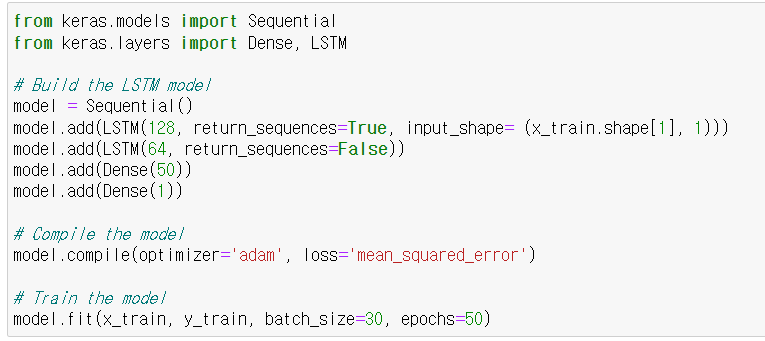 from keras.models import Sequential
from keras.layers import Dense, LSTM
# Build the LSTM model
model = Sequential()
model.add(LSTM(128, return_sequences=True, input_shape= (x_train.shape[1], 1)))
model.add(LSTM(64, return_sequences=False))
model.add(Dense(50))
model.add(Dense(1))
# Compile the model
model.compile(optimizer='adam', loss='mean_squared_error')
# Train the model
model.fit(x_train, y_train, batch_size=30, epochs=50)